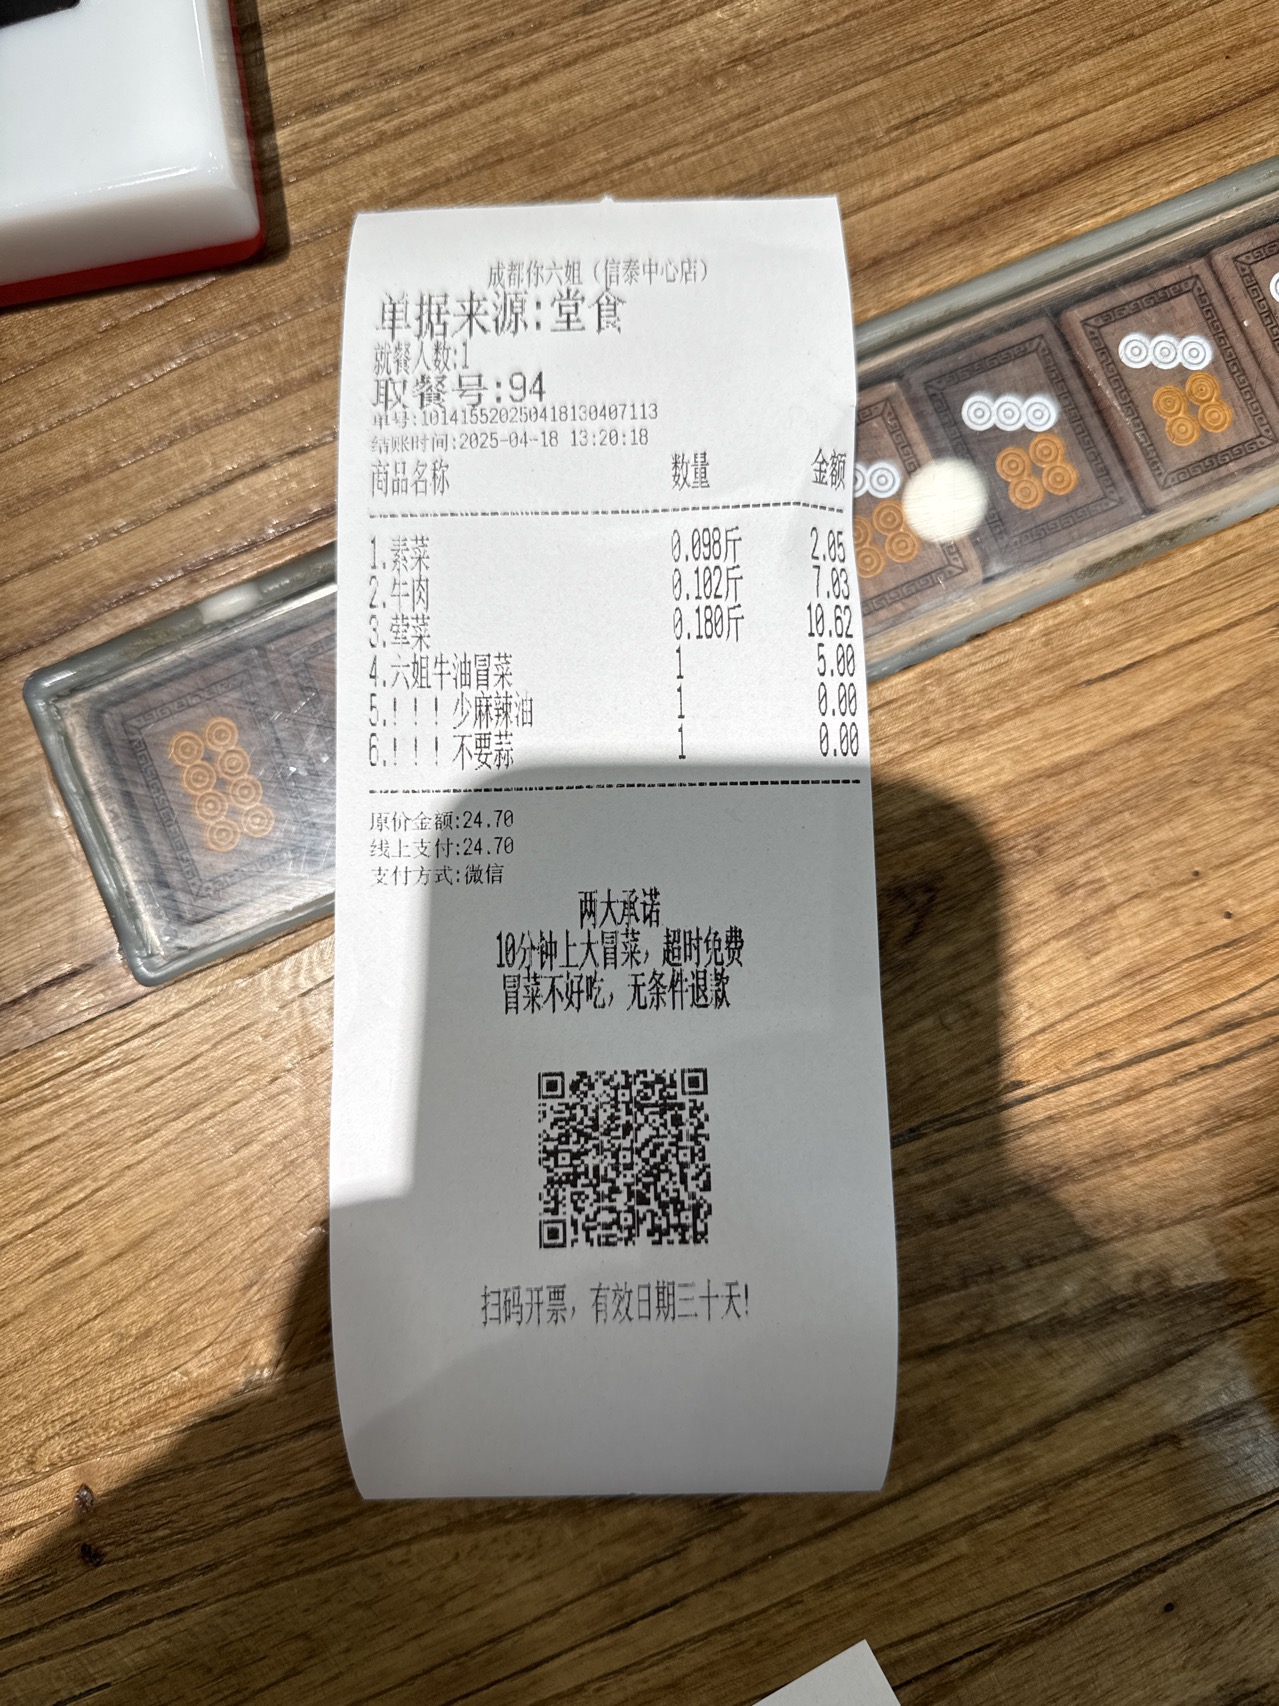 成都你六姐（信泰中心店）
单据来源:堂食
就餐人数:1
取餐号:94
单号:10141552025041813040​7113
结账时间:2025-04-18 13:20:18
商品名称 数量 金额
1.素菜 0.098斤 2.05
2.牛肉 0.102斤 7.03
3.荤菜 0.180斤 10.62
4.六姐牛油冒菜 1 5.00
5.！！！少麻辣油 1 0.00
6.！！！不要蒜 1 0.00
原价金额:24.70
线上支付:24.70
支付方式:微信
两大承诺
10分钟上大冒菜，超时免费
冒菜不好吃，无条件退款
扫码开票，有效日期三十天!